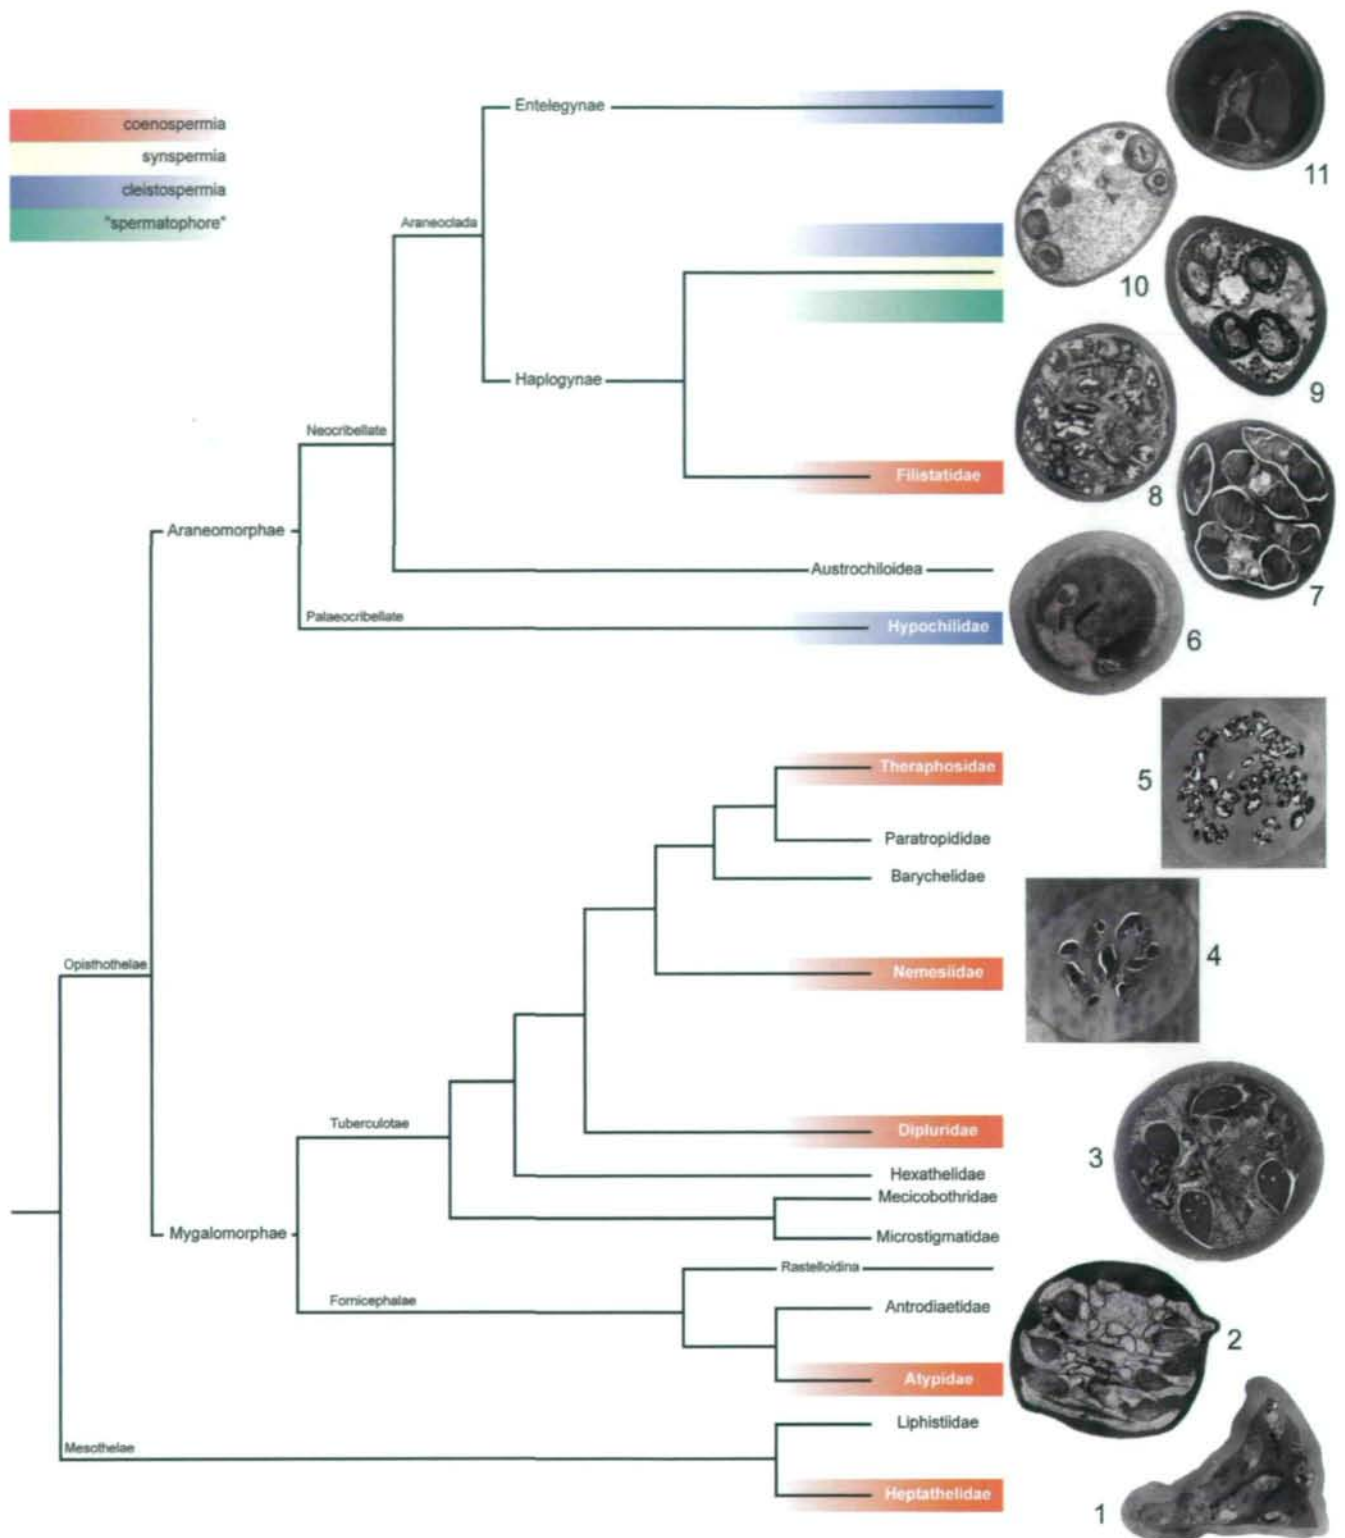 coenospermia
synspermia
cleistospermia
"spermatophore"
Entelegynae
11
Araneoclada
10
Haplogynae
9
Neocribellate
Filistatidae
8
Araneomorphae
Austrochiloidea
7
Palaeocribellate
Hypochilidae
6
Theraphosidae
5
Paratropididae
Barychelidae
Opisthothelae
Nemesiidae
4
Tuberculotae
Dipluridae
3
Hexathelidae
Mecicobothridae
Mygalomorphae
Microstigmatidae
Rastelloidina
Fornicephalae
Antrodiaetidae
2
Atypidae
Liphistiidae
Mesothelae
Heptathelidae
1